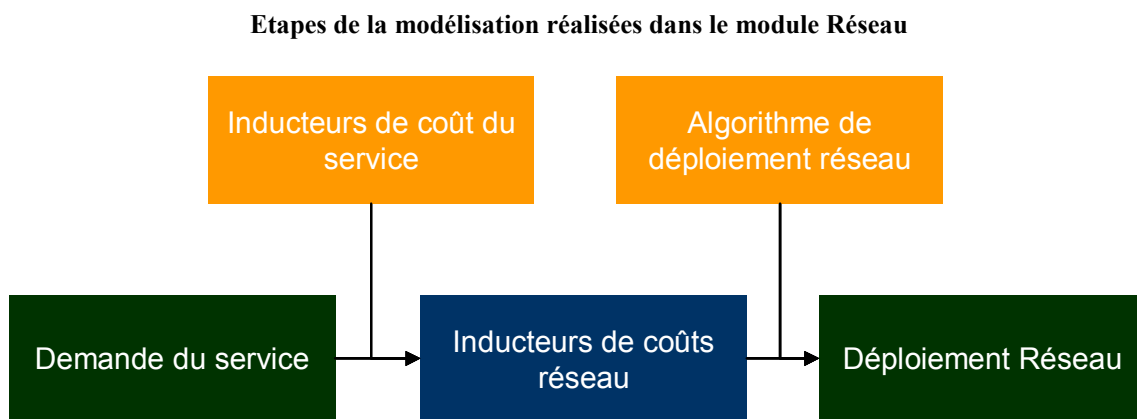 Etapes de la modélisation réalisées dans le module Réseau
Inducteurs de coût du
service
Algorithme de
déploiement réseau
Demande du service
Inducteurs de coûts
réseau
Déploiement Réseau